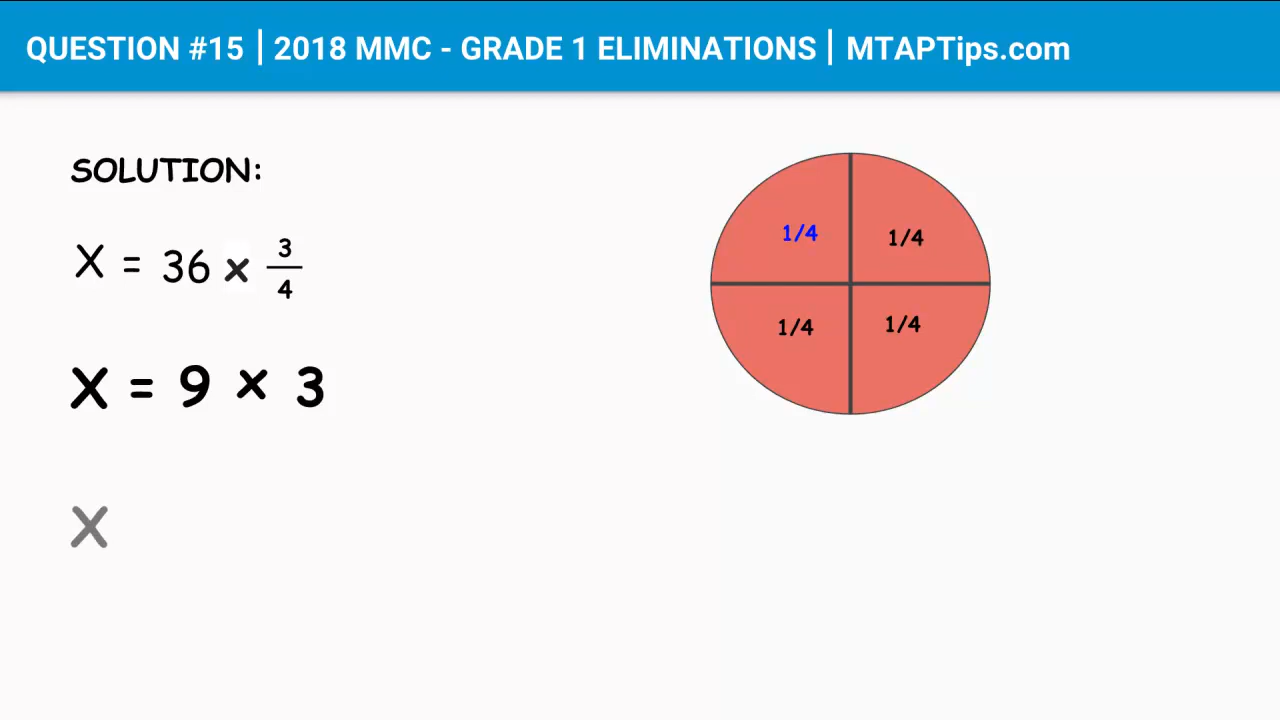 QUESTION #15 | 2018 MMC - GRADE 1 ELIMINATIONS | MTAPTips.com
SOLUTION:
X = 36 × 3/4
X = 9 × 3
X
1/4 1/4
1/4 1/4